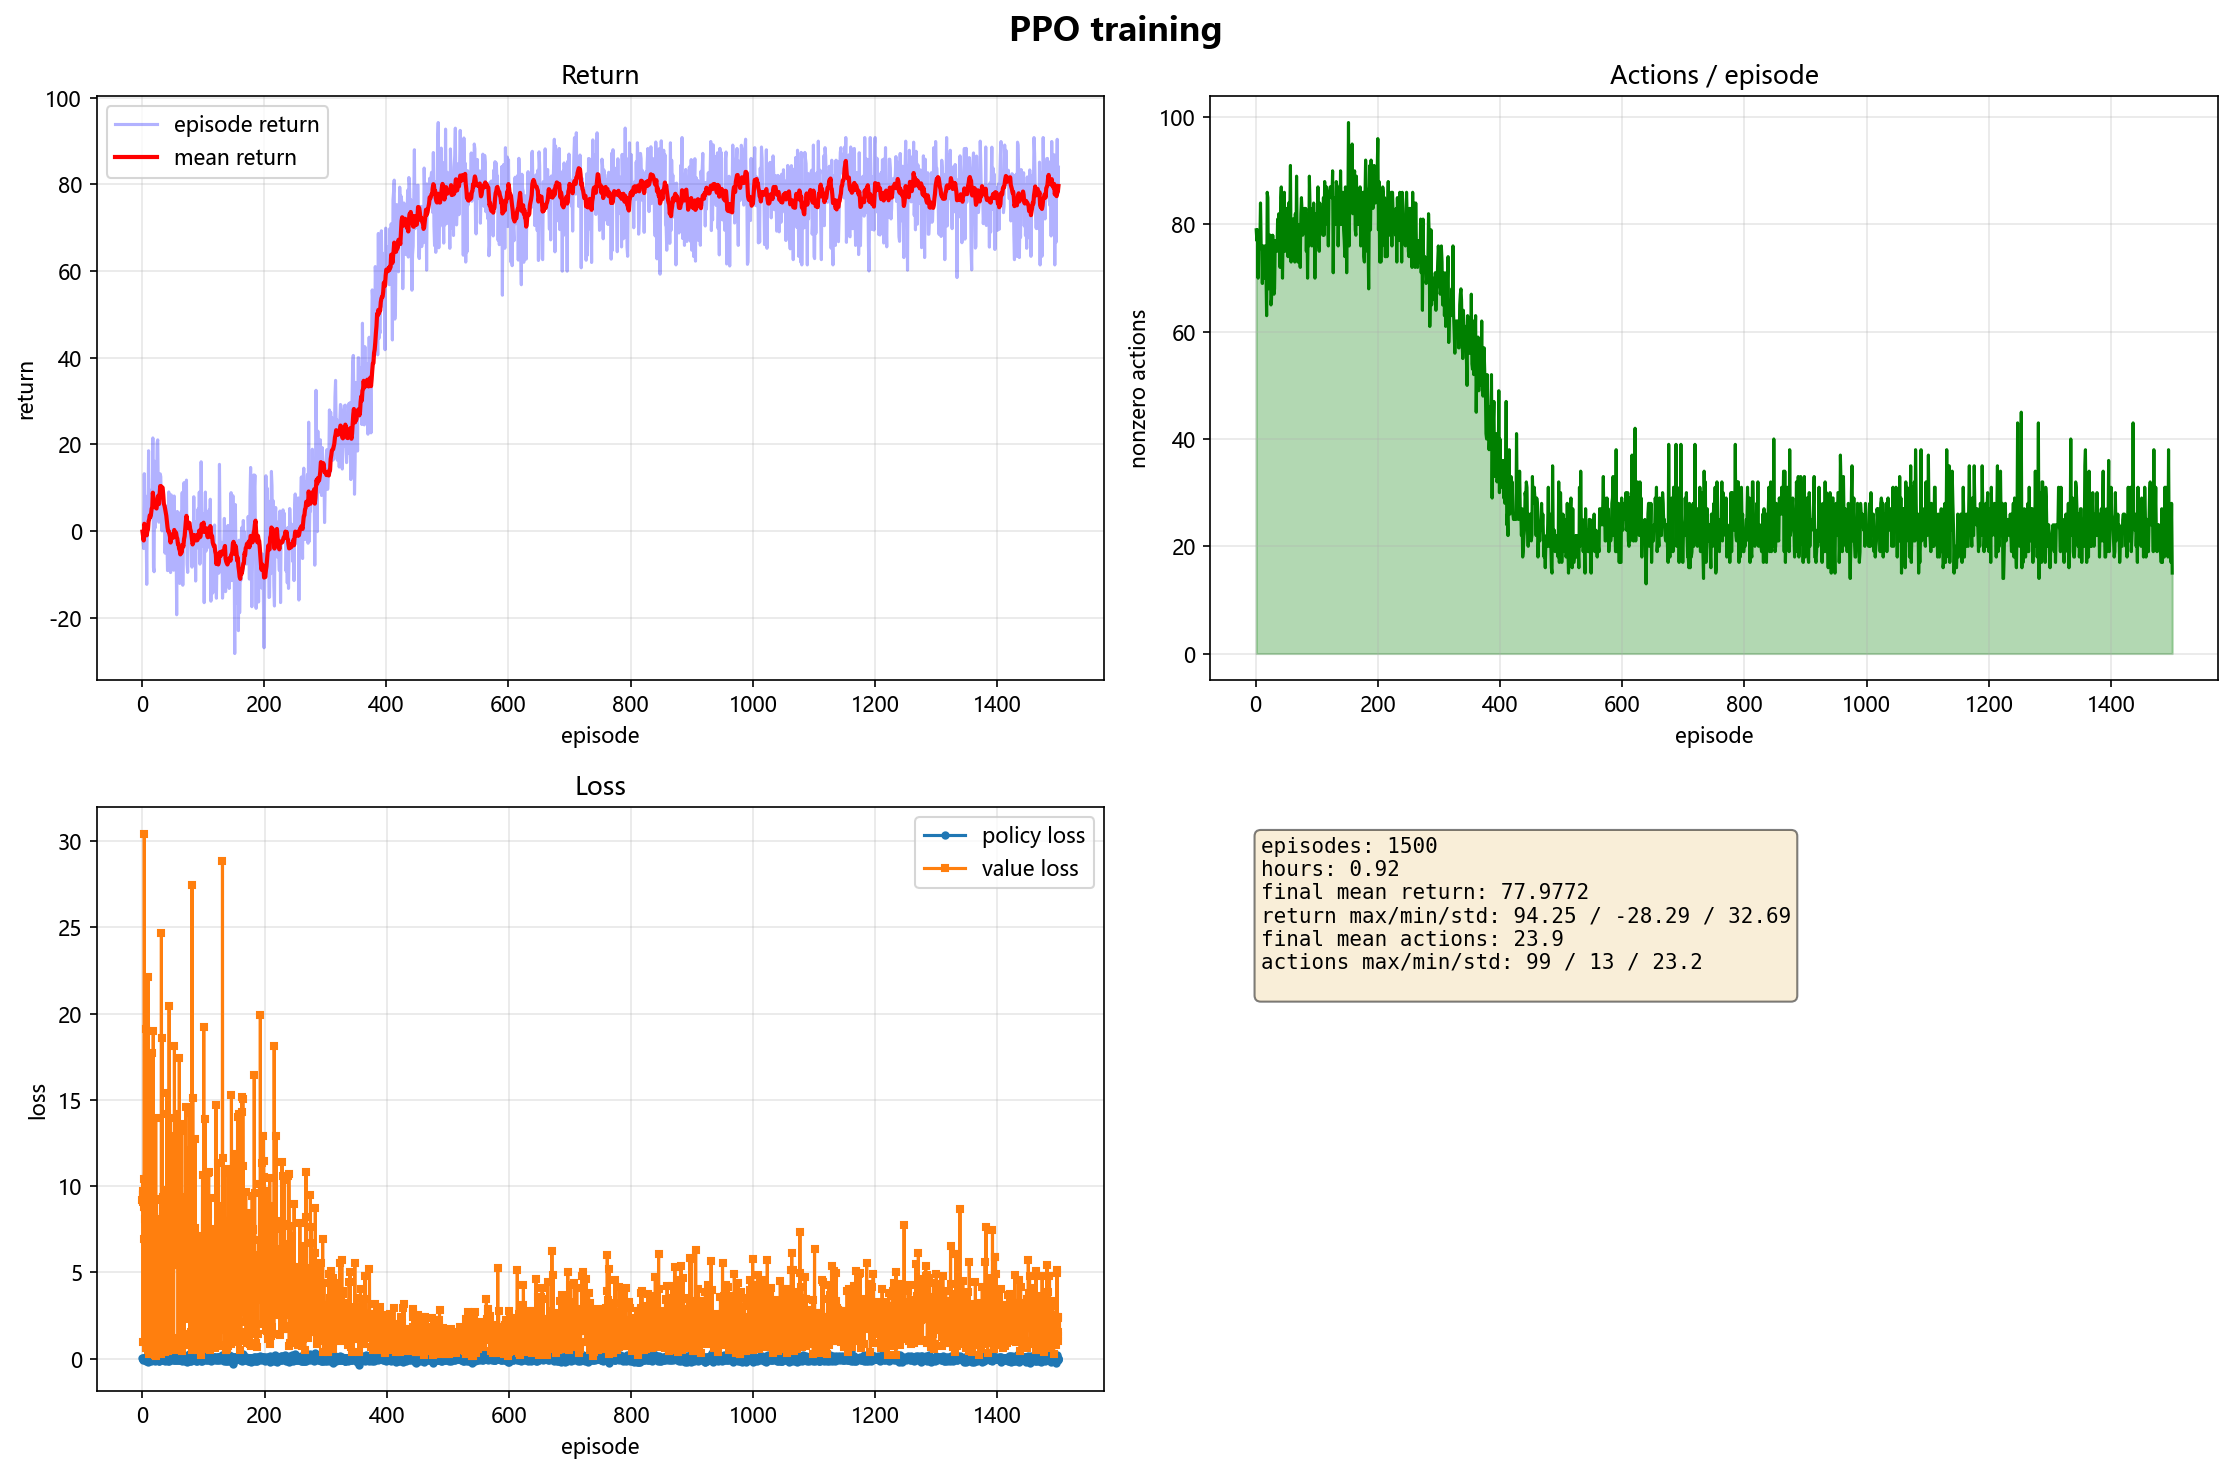 PPO training
Return
100
80
60
40
20
0
-20
return
episode return
mean return
0 200 400 600 800 1000 1200 1400
episode
Actions / episode
100
80
60
40
20
0
nonzero actions
0 200 400 600 800 1000 1200 1400
episode
Loss
30
25
20
15
10
5
0
loss
policy loss
value loss
0 200 400 600 800 1000 1200 1400
episode
episodes: 1500
hours: 0.92
final mean return: 77.9772
return max/min/std: 94.25 / -28.29 / 32.69
final mean actions: 23.9
actions max/min/std: 99 / 13 / 23.2